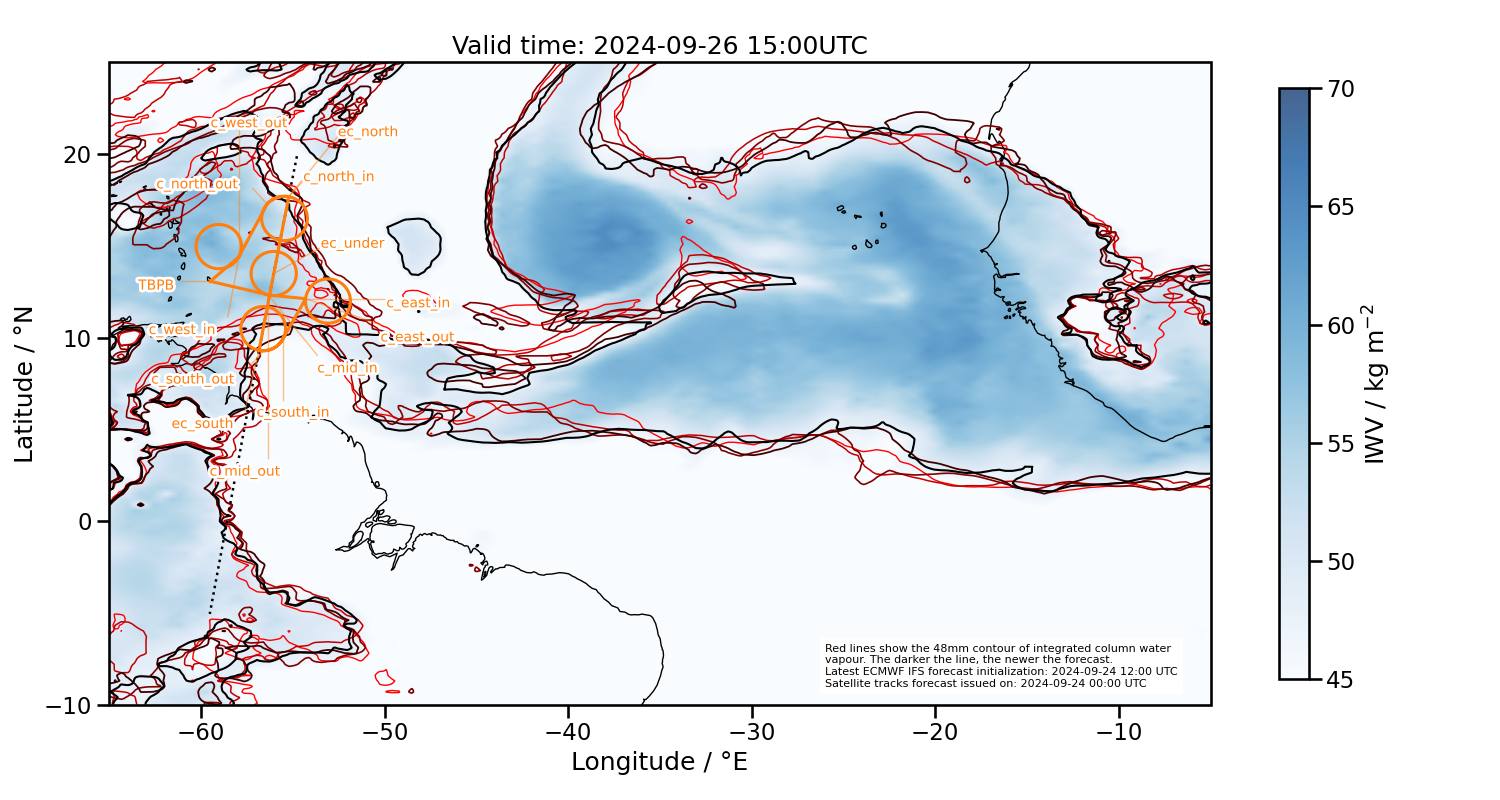 Valid time: 2024-09-26 15:00UTC
c_west_out
ec_north
c_north_in
c_north_out
ec_under
TBPB
c_east_in
c_west_in
c_east_out
c_mid_in
c_south_out
c_south_in
ec_south
c_mid_out
20
10
0
−10
Latitude / °N
−60
−50
−40
−30
−20
−10
Longitude / °E
Red lines show the 48mm contour of integrated column water
vapour. The darker the line, the newer the forecast.
Latest ECMWF IFS forecast initialization: 2024-09-24 12:00 UTC
Satellite tracks forecast issued on: 2024-09-24 00:00 UTC
70
65
60
55
50
45
IWV / kg m⁻²